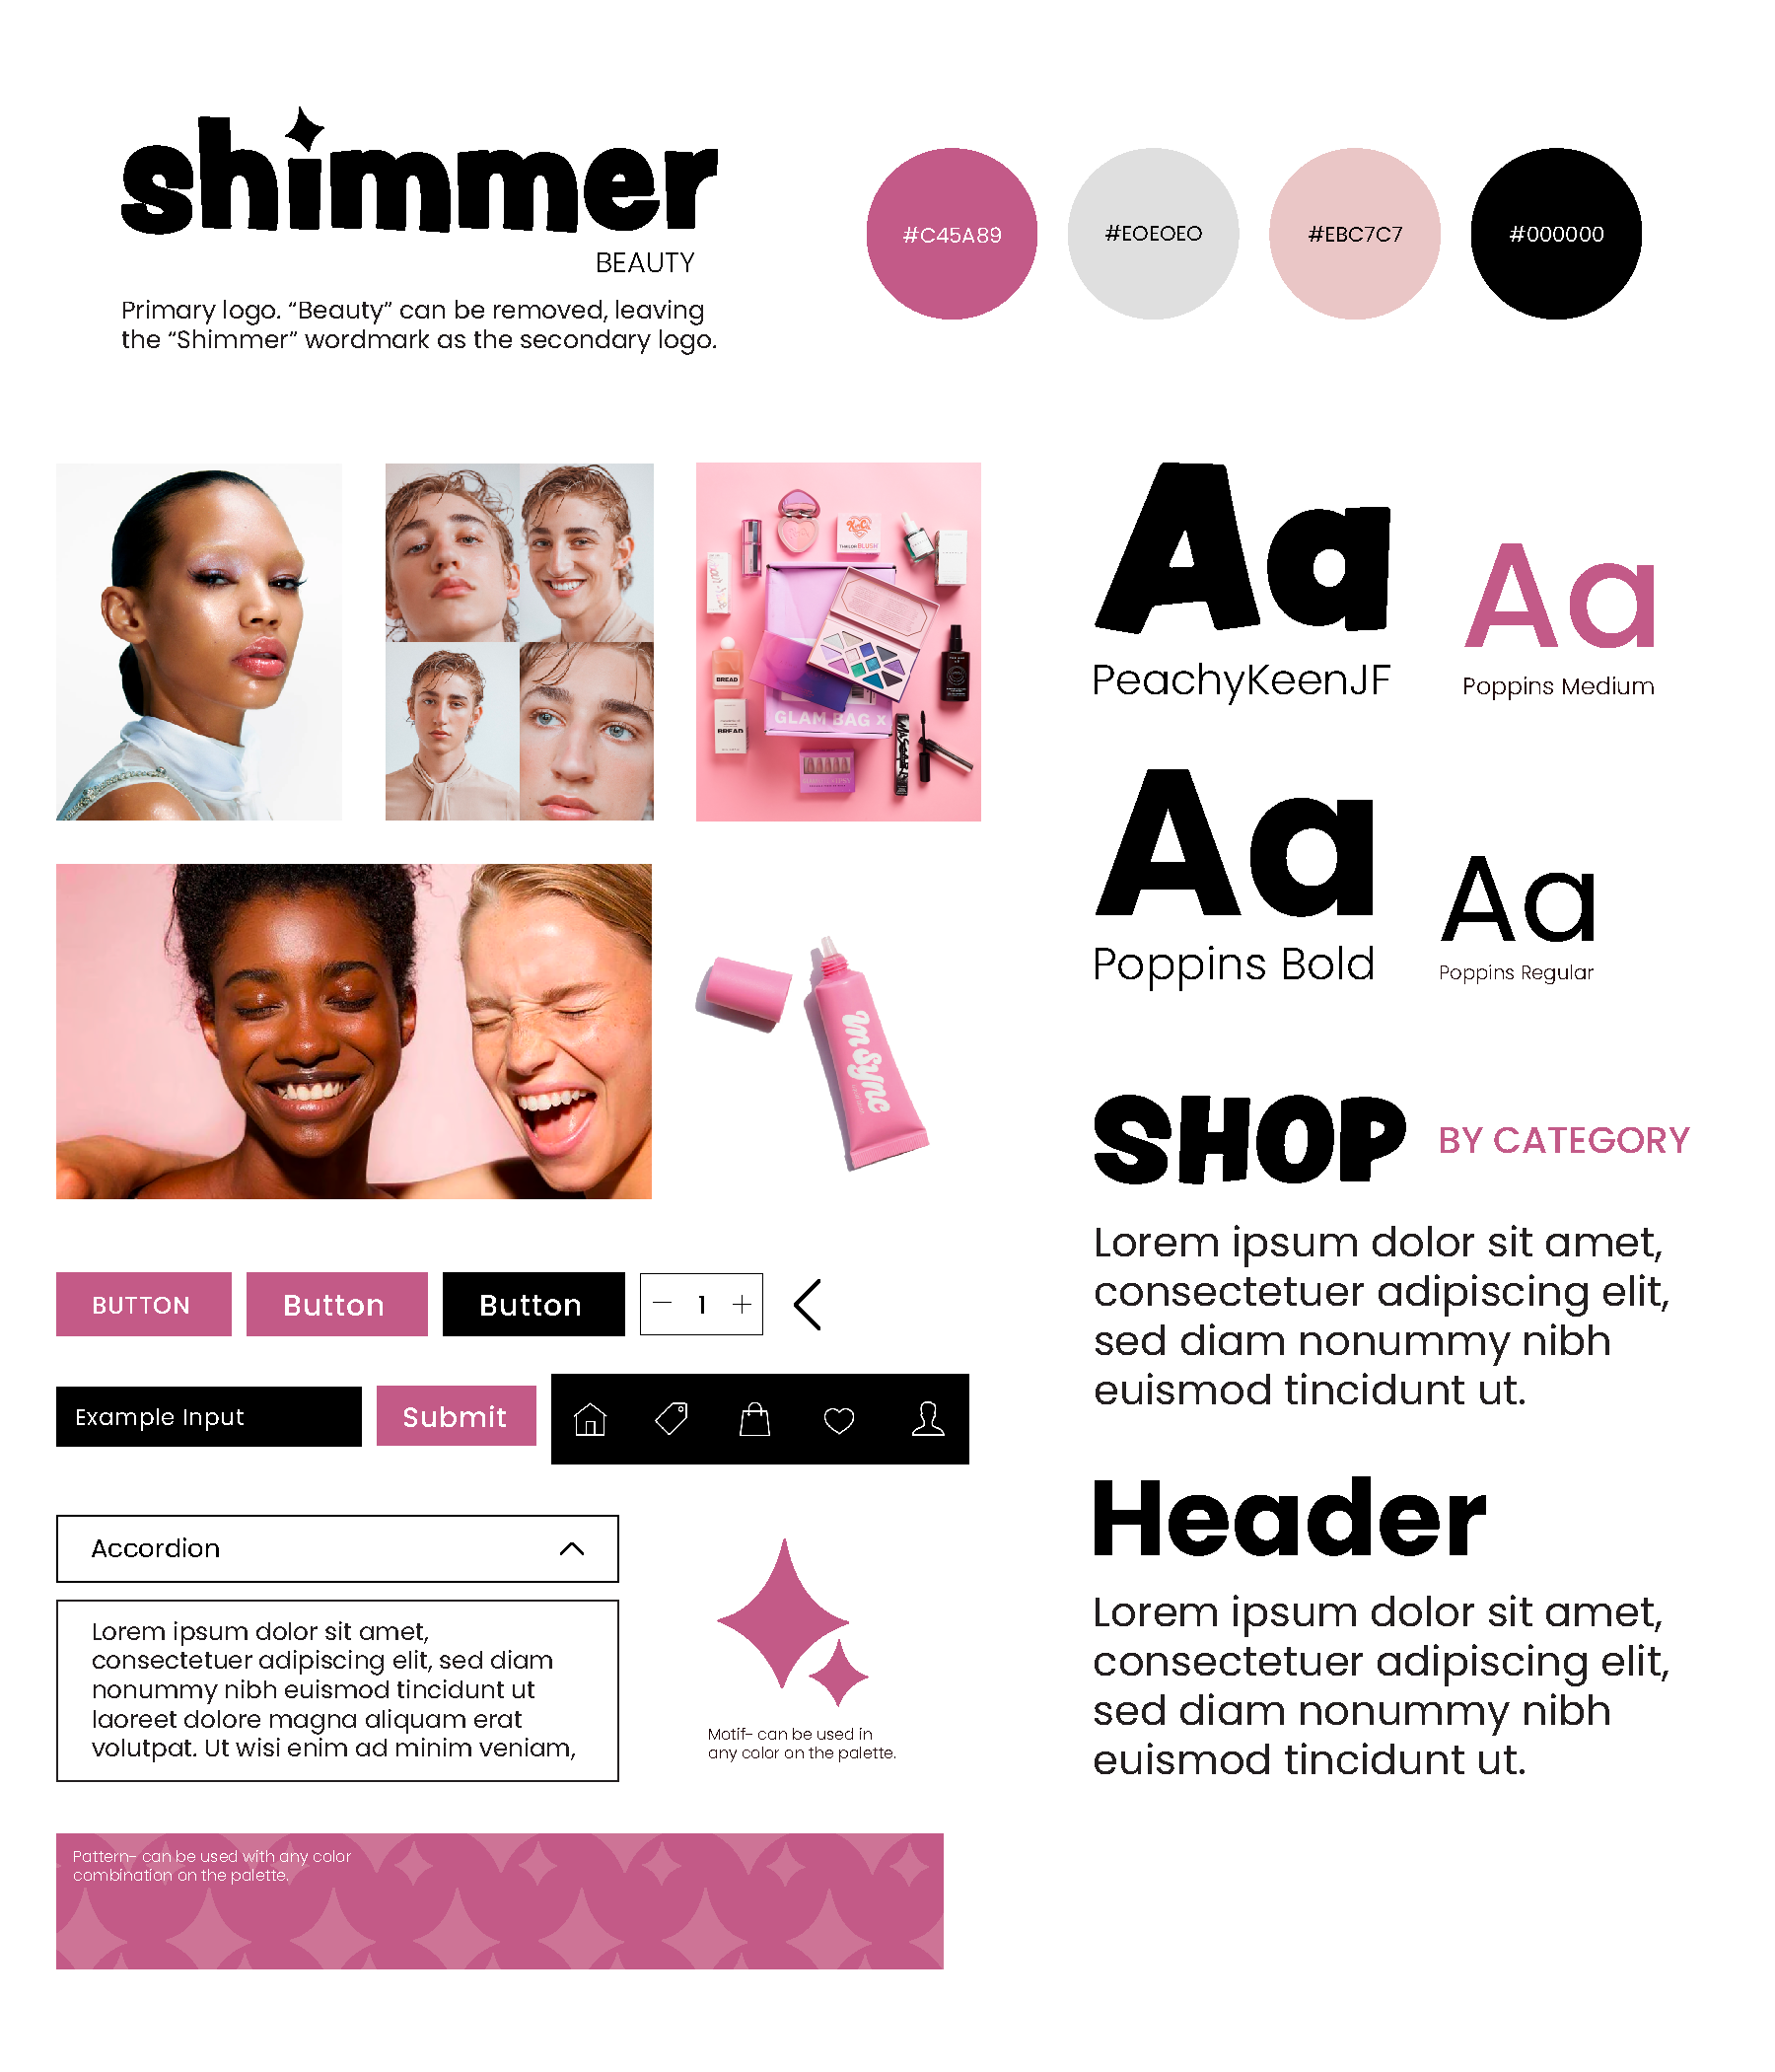 shimmer
BEAUTY
Primary logo. “Beauty” can be removed, leaving
the “Shimmer” wordmark as the secondary logo.
#C45A89
#E0E0E0
#EBC7C7
#000000
BREAD
BREAD
GLAM BAG X
Aa
PeachyKeenJF
Aa
Poppins Medium
Aa
Poppins Bold
Aa
Poppins Regular
InSync
SHOP BY CATEGORY
Lorem ipsum dolor sit amet,
consectetuer adipiscing elit,
sed diam nonummy nibh
euismod tincidunt ut.
BUTTON
Button
Button
1
Example Input
Submit
Header
Lorem ipsum dolor sit amet,
consectetuer adipiscing elit,
sed diam nonummy nibh
euismod tincidunt ut.
Accordion
Lorem ipsum dolor sit amet,
consectetuer adipiscing elit, sed diam
nonummy nibh euismod tincidunt ut
laoreet dolore magna aliquam erat
volutpat. Ut wisi enim ad minim veniam,
Motif- can be used in
any color on the palette.
Pattern- can be used with any color
combination on the palette.